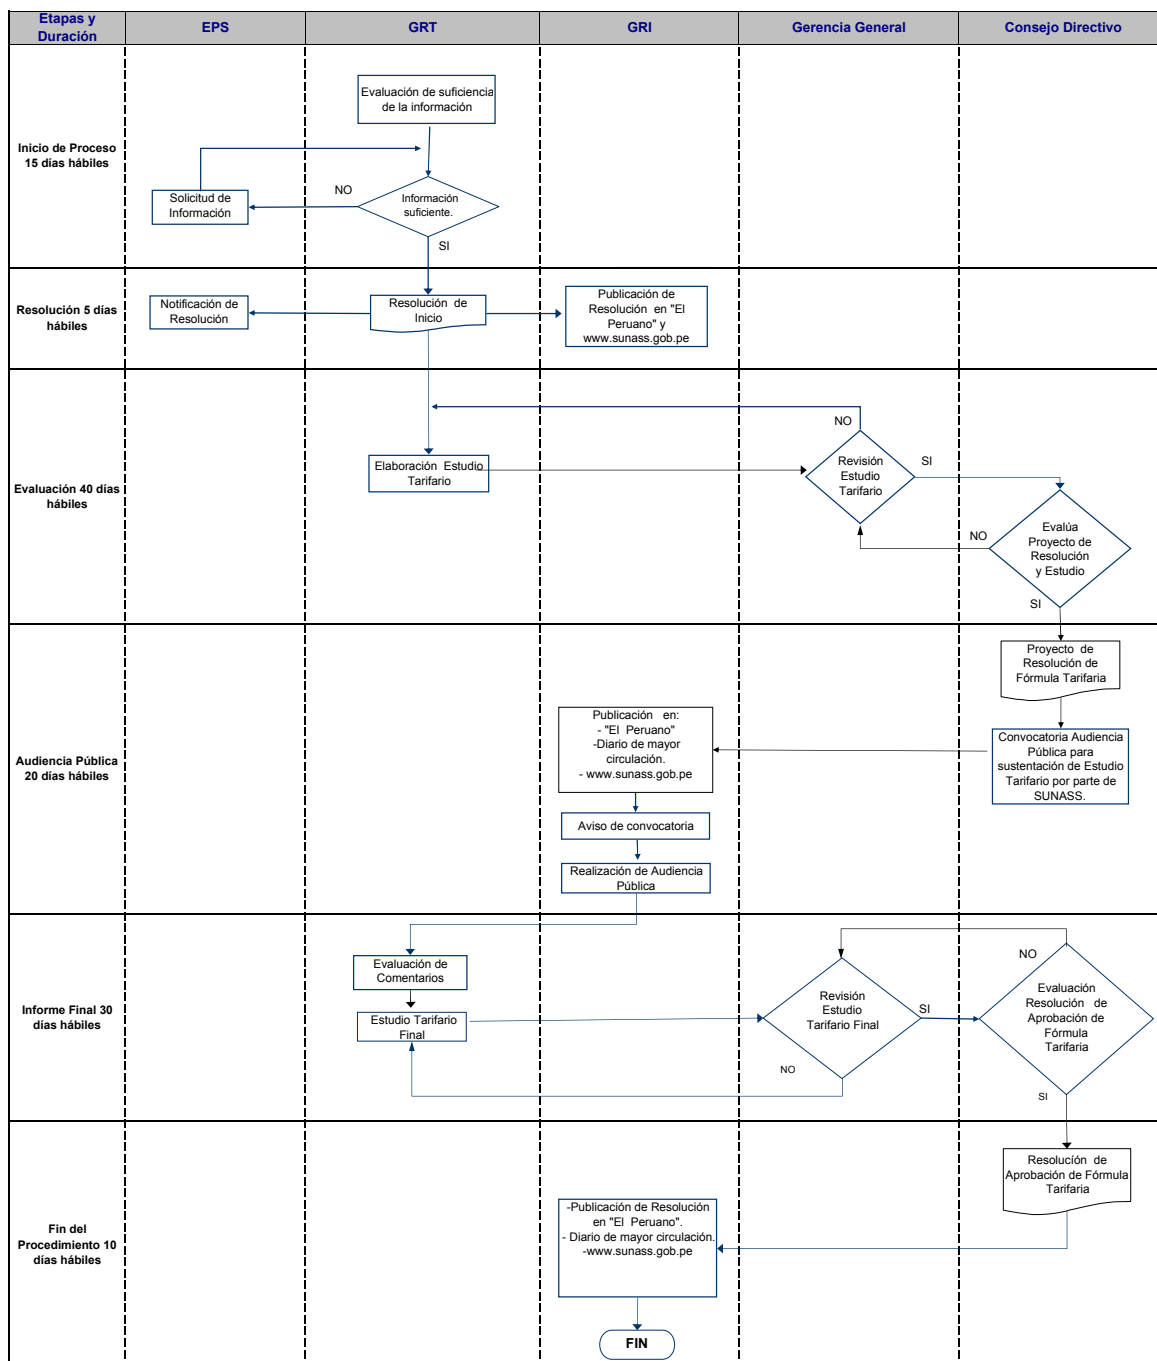 Etapas y
Duración
EPS
GRT
GRI
Gerencia General
Consejo Directivo
Inicio de Proceso
15 días hábiles
Evaluación de suficiencia
de la información
Solicitud de
Información
NO
Información
suficiente.
SI
Resolución 5 días
hábiles
Notificación de
Resolución
Resolución de
Inicio
Publicación de
Resolución en "El
Peruano" y
www.sunass.gob.pe
Evaluación 40 días
hábiles
Elaboración Estudio
Tarifario
NO
Revisión
Estudio
Tarifario
SI
NO
Evalúa
Proyecto de
Resolución
y Estudio
SI
Audiencia Pública
20 días hábiles
Proyecto de
Resolución de
Fórmula Tarifaria
Convocatoria Audiencia
Pública para
sustentación de Estudio
Tarifario por parte de
SUNASS.
Publicación en:
- "El Peruano"
-Diario de mayor
circulación.
- www.sunass.gob.pe
Aviso de convocatoria
Realización de Audiencia
Pública
Informe Final 30
días hábiles
Evaluación de
Comentarios
Estudio Tarifario
Final
Revisión
Estudio
Tarifario Final
SI
NO
NO
Evaluación
Resolución de
Aprobación de
Fórmula
Tarifaria
SI
Fin del
Procedimiento 10
días hábiles
Resolucíón de
Aprobación de Fórmula
Tarifaria
-Publicación de Resolución
en "El Peruano".
- Diario de mayor circulación.
-www.sunass.gob.pe
FIN